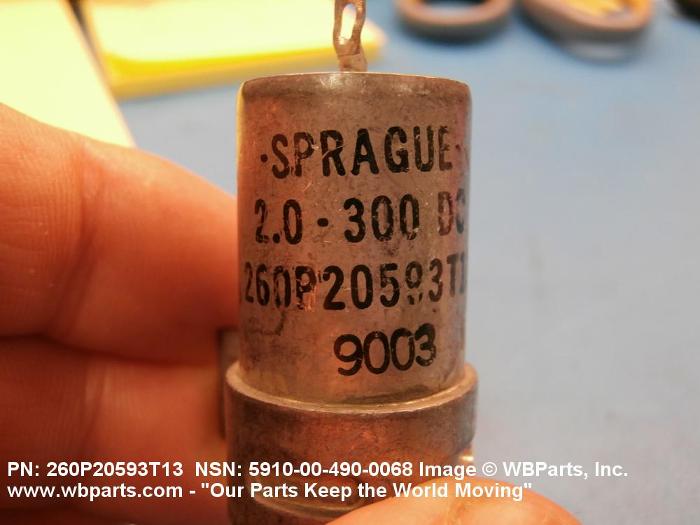 ·SPRAGUE·
2.0 - 300 DC
260P20593T1
9003
PN: 260P20593T13 NSN: 5910-00-490-0068 Image © WBParts, Inc.
www.wbparts.com - "Our Parts Keep the World Moving"